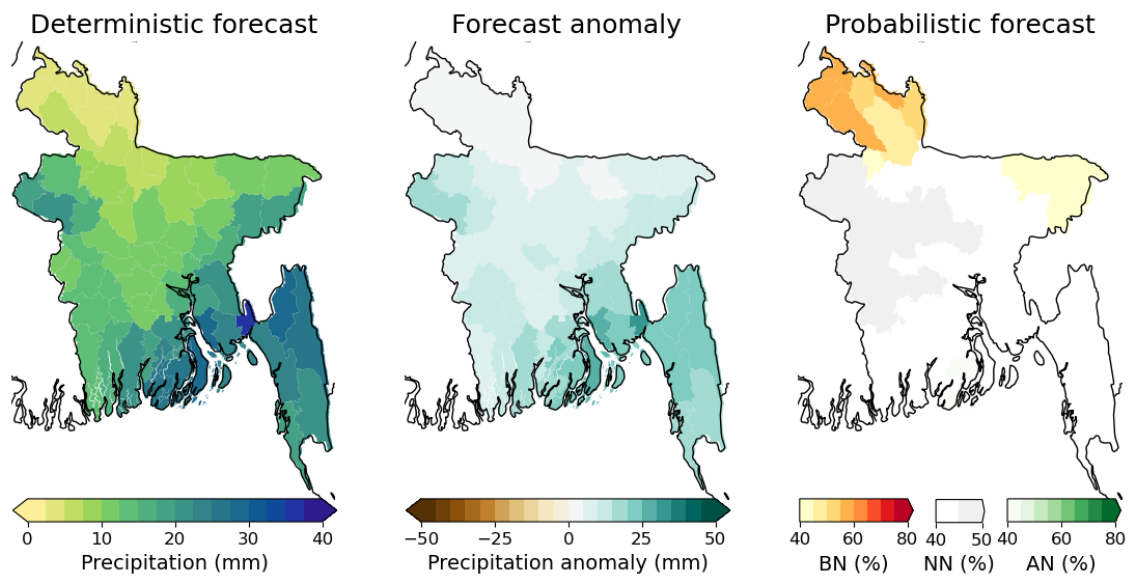 Deterministic forecast
Forecast anomaly
Probabilistic forecast
0 10 20 30 40
Precipitation (mm)
−50 −25 0 25 50
Precipitation anomaly (mm)
40 60 80
BN (%)
40 50
NN (%)
40 60 80
AN (%)